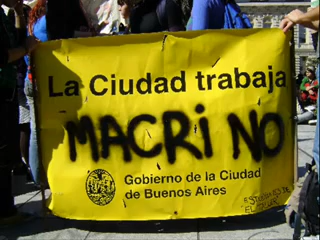 La Ciudad trabaja
MACRi NO
Gobierno de la Ciudad
de Buenos Aires